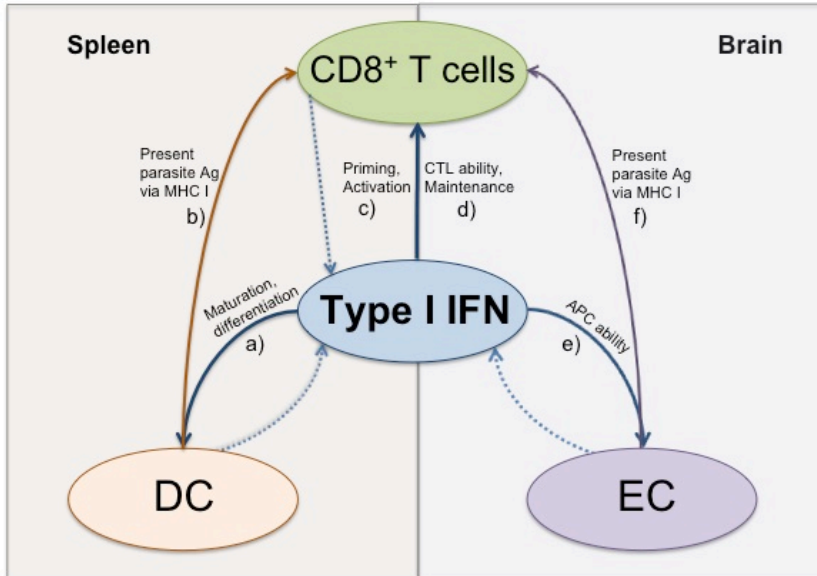 Spleen
Brain
CD8⁺ T cells
Present
parasite Ag
via MHC I
b)
Priming,
Activation
c)
CTL ability,
Maintenance
d)
Present
parasite Ag
via MHC I
f)
Maturation,
differentiation
a)
Type I IFN
APC ability
e)
DC
EC